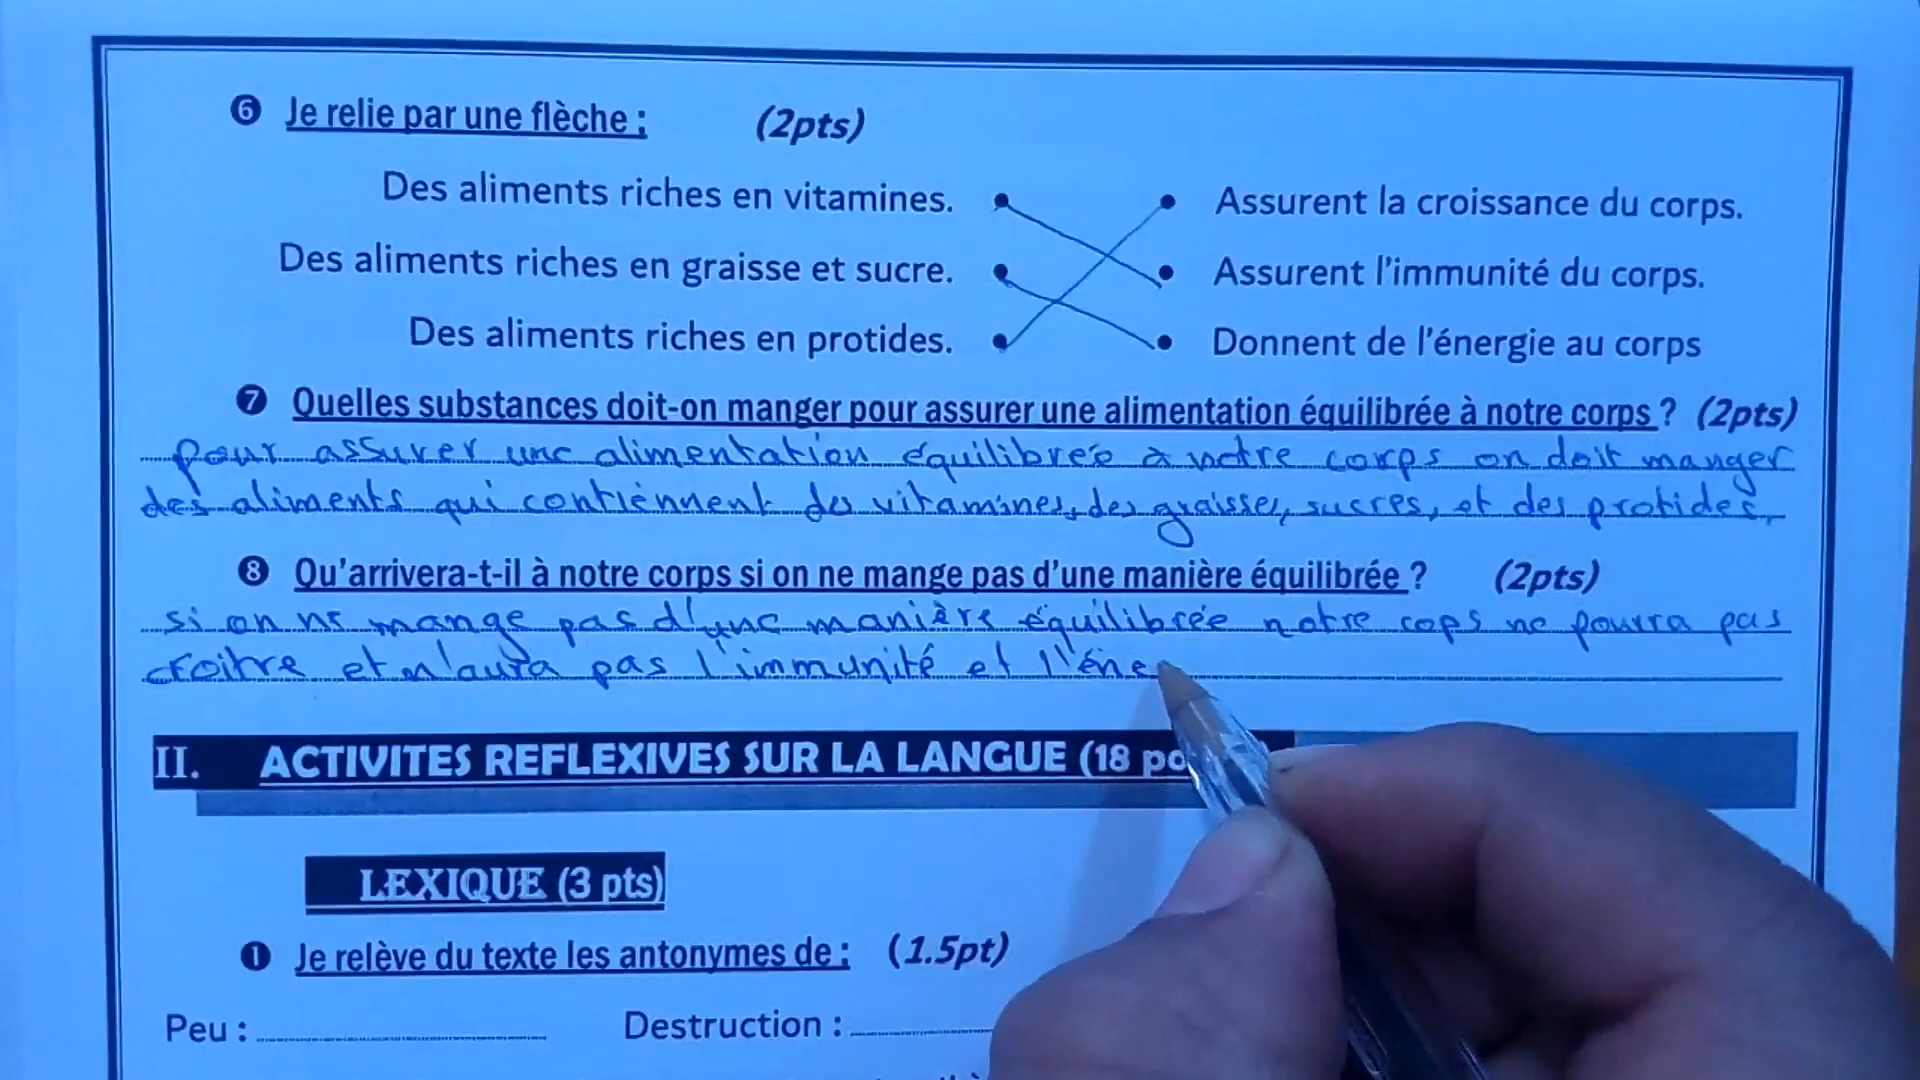 ❻ Je relie par une flèche : (2pts)
Des aliments riches en vitamines. Assurent la croissance du corps.
Des aliments riches en graisse et sucre. Assurent l'immunité du corps.
Des aliments riches en protides. Donnent de l'énergie au corps
❼ Quelles substances doit-on manger pour assurer une alimentation équilibrée à notre corps ? (2pts)
pour assurer une alimentation équilibrée à notre corps on doit manger
des aliments qui contiennent des vitamines, des graisses, sucres, et des protides.
❽ Qu'arrivera-t-il à notre corps si on ne mange pas d'une manière équilibrée ? (2pts)
si on ne mange pas d'une manière équilibrée notre cops ne pourra pas
croitre et n'aura pas l'immunité et l'éne
II. ACTIVITES REFLEXIVES SUR LA LANGUE (18 po
LEXIQUE (3 pts)
❶ Je relève du texte les antonymes de : (1.5pt)
Peu : Destruction :